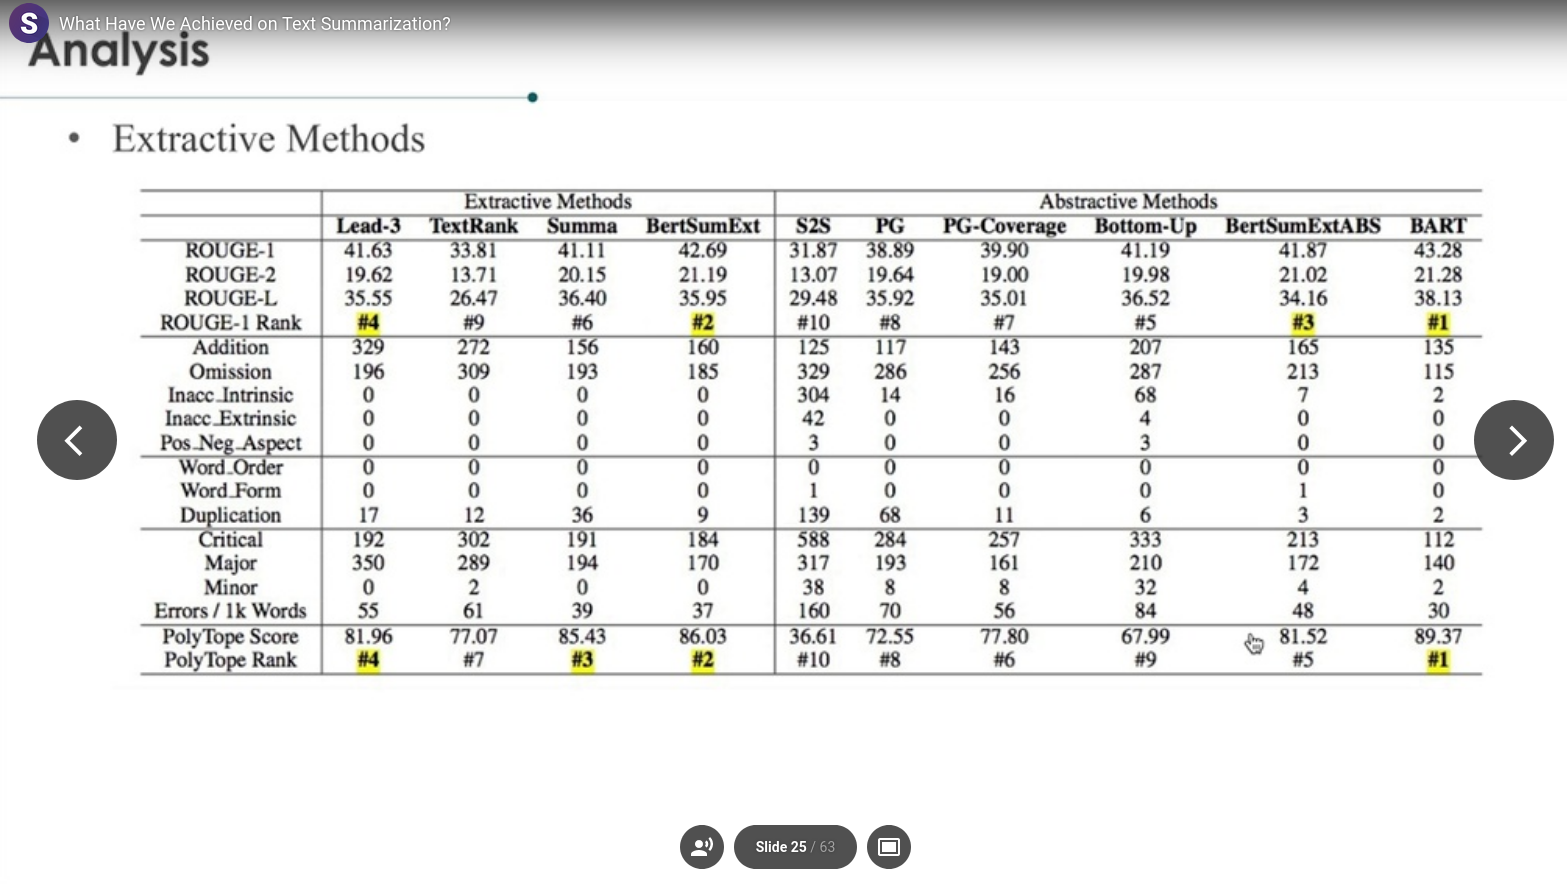 S What Have We Achieved on Text Summarization?
Analysis
• Extractive Methods
Extractive Methods Abstractive Methods
Lead-3 TextRank Summa BertSumExt S2S PG PG-Coverage Bottom-Up BertSumExtABS BART
ROUGE-1 41.63 33.81 41.11 42.69 31.87 38.89 39.90 41.19 41.87 43.28
ROUGE-2 19.62 13.71 20.15 21.19 13.07 19.64 19.00 19.98 21.02 21.28
ROUGE-L 35.55 26.47 36.40 35.95 29.48 35.92 35.01 36.52 34.16 38.13
ROUGE-1 Rank #4 #9 #6 #2 #10 #8 #7 #5 #3 #1
Addition 329 272 156 160 125 117 143 207 165 135
Omission 196 309 193 185 329 286 256 287 213 115
Inacc_Intrinsic 0 0 0 0 304 14 16 68 7 2
Inacc_Extrinsic 0 0 0 0 42 0 0 4 0 0
Pos_Neg_Aspect 0 0 0 0 3 0 0 3 0 0
Word_Order 0 0 0 0 0 0 0 0 0 0
Word_Form 0 0 0 0 1 0 0 0 1 0
Duplication 17 12 36 9 139 68 11 6 3 2
Critical 192 302 191 184 588 284 257 333 213 112
Major 350 289 194 170 317 193 161 210 172 140
Minor 0 2 0 0 38 8 8 32 4 2
Errors / 1k Words 55 61 39 37 160 70 56 84 48 30
PolyTope Score 81.96 77.07 85.43 86.03 36.61 72.55 77.80 67.99 81.52 89.37
PolyTope Rank #4 #7 #3 #2 #10 #8 #6 #9 #5 #1
Slide 25 / 63